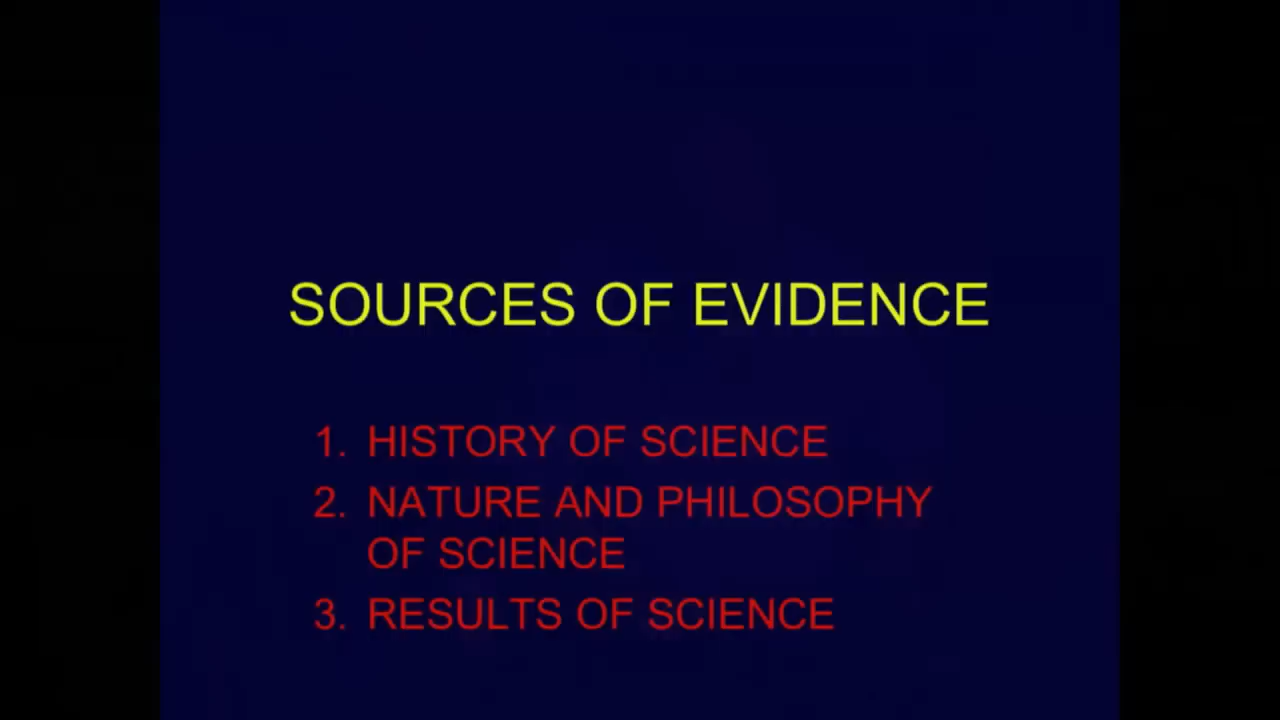 SOURCES OF EVIDENCE
1. HISTORY OF SCIENCE
2. NATURE AND PHILOSOPHY
OF SCIENCE
3. RESULTS OF SCIENCE